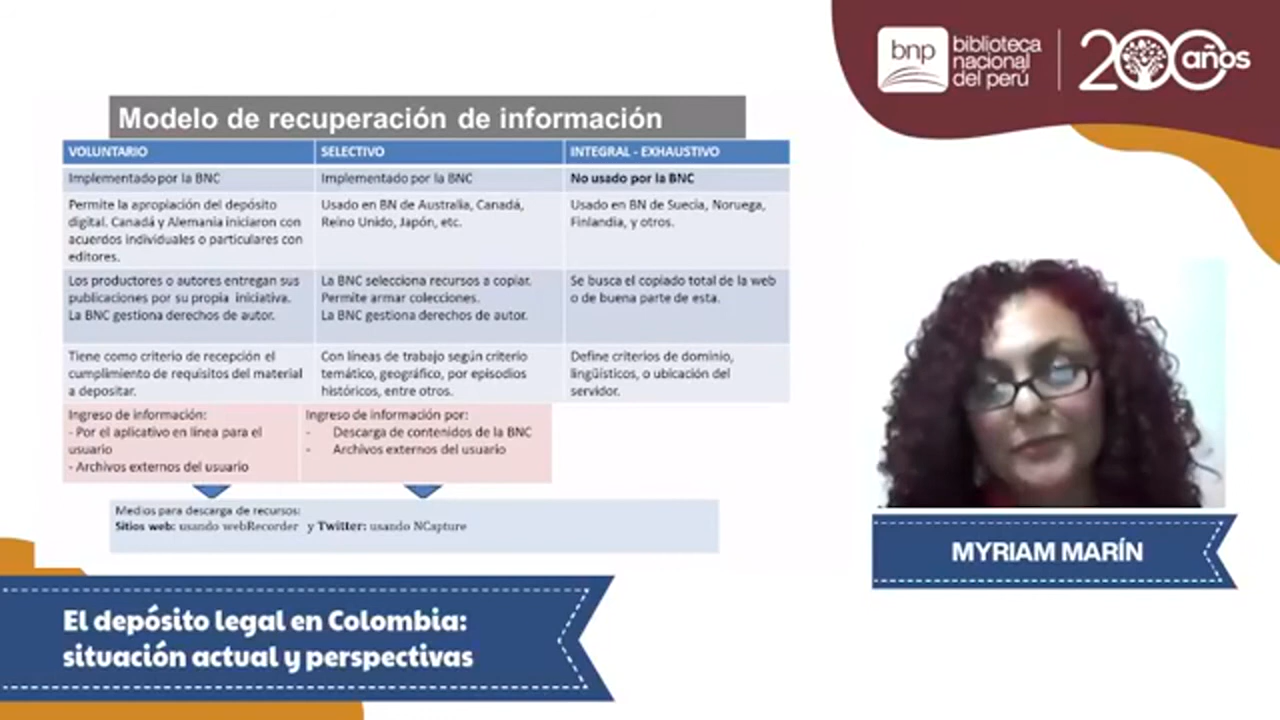 bnp
biblioteca
nacional
del perú
200 años
Modelo de recuperación de información
VOLUNTARIO
SELECTIVO
INTEGRAL - EXHAUSTIVO
Implementado por la BNC
Implementado por la BNC
No usado por la BNC
Permite la apropiación del depósito
digital. Canadá y Alemania iniciaron con
acuerdos individuales o particulares con
editores.
Usado en BN de Australia, Canadá,
Reino Unido, Japón, etc.
Usado en BN de Suecia, Noruega,
Finlandia, y otros.
Los productores o autores entregan sus
publicaciones por su propia iniciativa.
La BNC gestiona derechos de autor.
La BNC selecciona recursos a copiar.
Permite armar colecciones.
La BNC gestiona derechos de autor.
Se busca el copiado total de la web
o de buena parte de esta.
Tiene como criterio de recepción el
cumplimiento de requisitos del material
a depositar.
Con líneas de trabajo según criterio
temático, geográfico, por episodios
históricos, entre otros.
Define criterios de dominio,
lingüísticos, o ubicación del
servidor.
Ingreso de información:
- Por el aplicativo en línea para el
usuario
- Archivos externos del usuario
Ingreso de información por:
- Descarga de contenidos de la BNC
- Archivos externos del usuario
Medios para descarga de recursos:
Sitios web: usando webRecorder y Twitter: usando NCapture
MYRIAM MARÍN
El depósito legal en Colombia:
situación actual y perspectivas